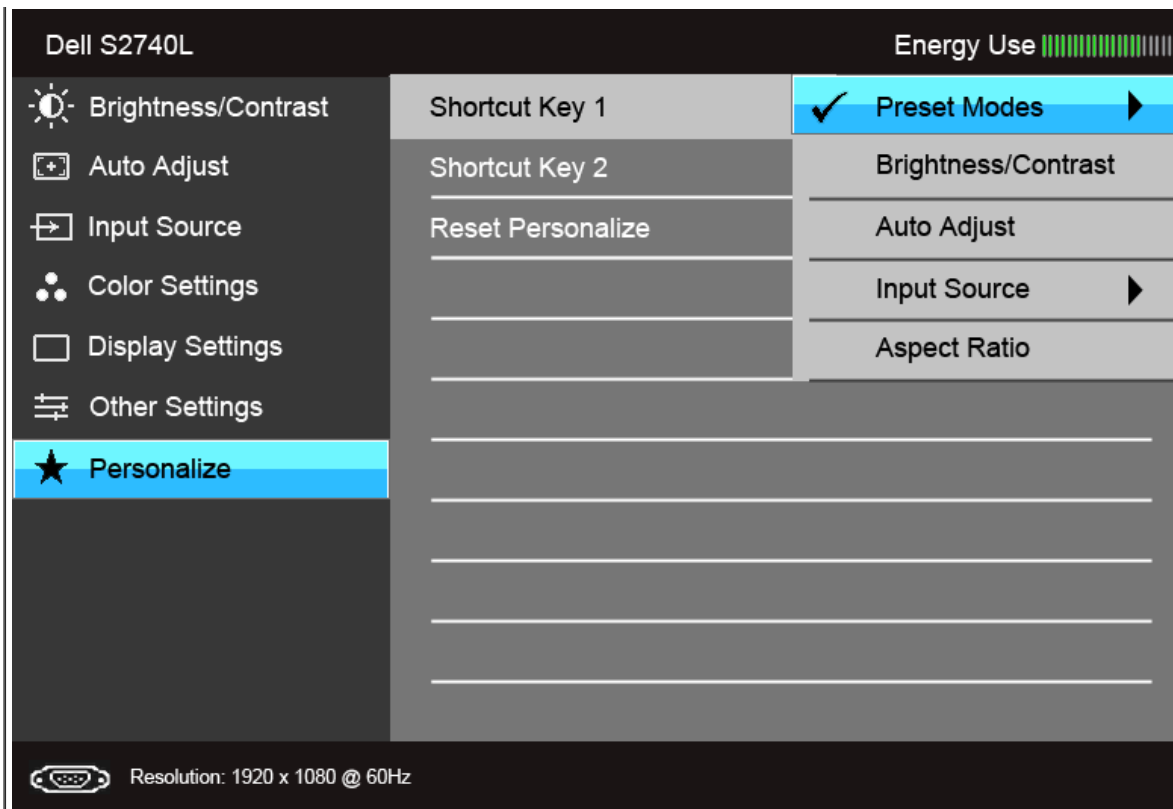 Dell S2740L Energy Use
Brightness/Contrast Shortcut Key 1 Preset Modes
Auto Adjust Shortcut Key 2 Brightness/Contrast
Input Source Reset Personalize Auto Adjust
Color Settings Input Source
Display Settings Aspect Ratio
Other Settings
Personalize
Resolution: 1920 x 1080 @ 60Hz